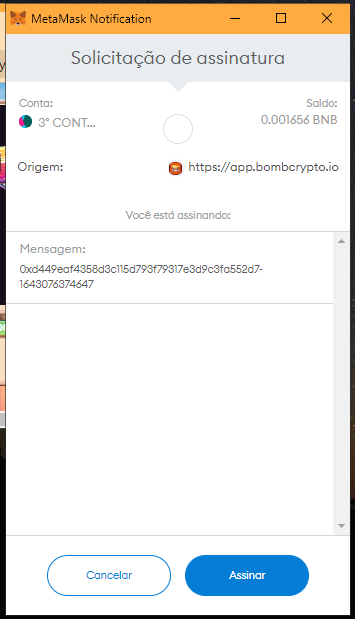 MetaMask Notification
Solicitação de assinatura
Conta:
Saldo:
3° CONT...
0.001656 BNB
Origem:
https://app.bombcrypto.io
Você está assinando:
Mensagem:
0xd449eaf4358d3c115d793f79317e3d9c3fa552d7-
1643076374647
Cancelar
Assinar